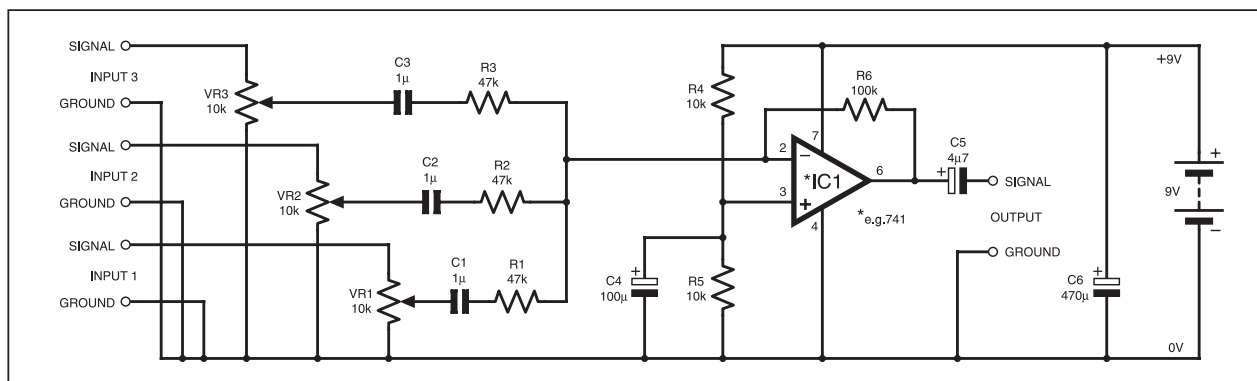 SIGNAL
INPUT 3
GROUND
SIGNAL
INPUT 2
GROUND
SIGNAL
INPUT 1
GROUND
VR3
10k
VR2
10k
VR1
10k
C3
1µ
R3
47k
C2
1µ
R2
47k
C1
1µ
R1
47k
R4
10k
R6
100k
7
2
−
*IC1
6
3
+
4
*e.g.741
C5
4µ7
+
SIGNAL
OUTPUT
GROUND
+
C4
100µ
R5
10k
+
C6
470µ
+9V
+
9V
−
0V